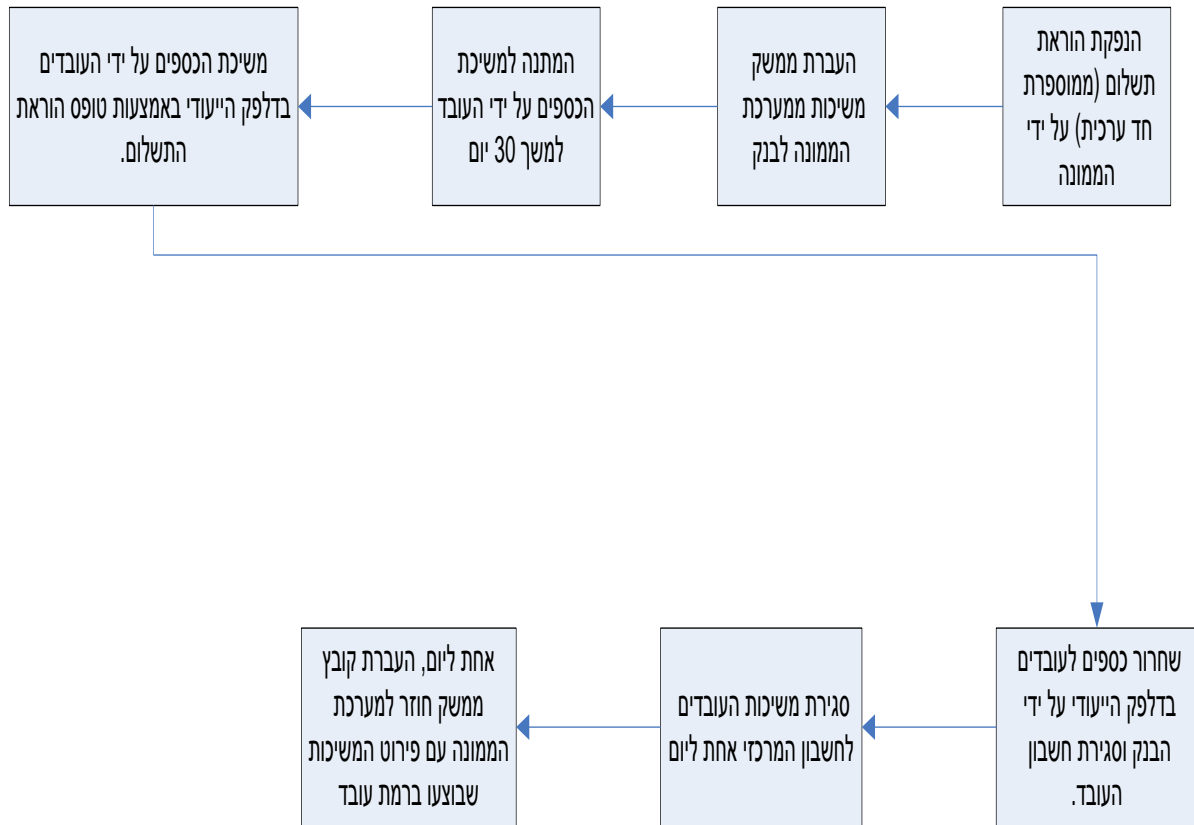 הנפקת הוראת
תשלום (ממוספרת
חד ערכית) על ידי
הממונה
העברת ממשק
משיכות ממערכת
הממונה לבנק
המתנה למשיכת
הכספים על ידי העובד
למשך 30 יום
משיכת הכספים על ידי העובדים
בדלפק הייעודי באמצעות טופס הוראת
התשלום.
שחרור כספים לעובדים
בדלפק הייעודי על ידי
הבנק וסגירת חשבון
העובד.
סגירת משיכות העובדים
לחשבון המרכזי אחת ליום
אחת ליום, העברת קובץ
ממשק חוזר למערכת
הממונה עם פירוט המשיכות
שבוצעו ברמת עובד